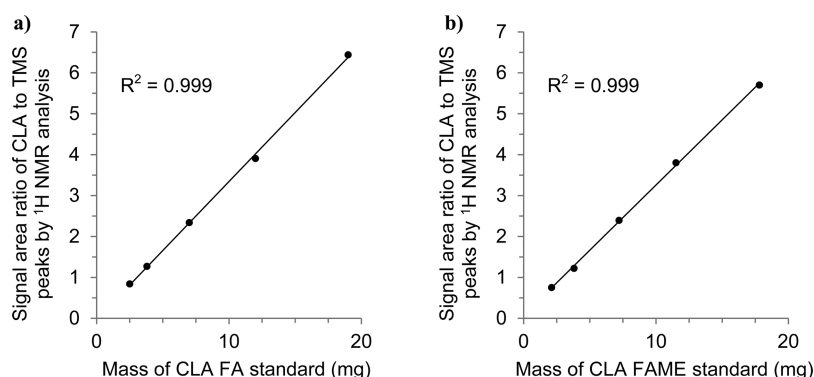 a)
Signal area ratio of CLA to TMS
peaks by ¹H NMR analysis
7
6
5
4
3
2
1
0
R² = 0.999
0 10 20
Mass of CLA FA standard (mg)
b)
Signal area ratio of CLA to TMS
peaks by ¹H NMR analysis
7
6
5
4
3
2
1
0
R² = 0.999
0 10 20
Mass of CLA FAME standard (mg)